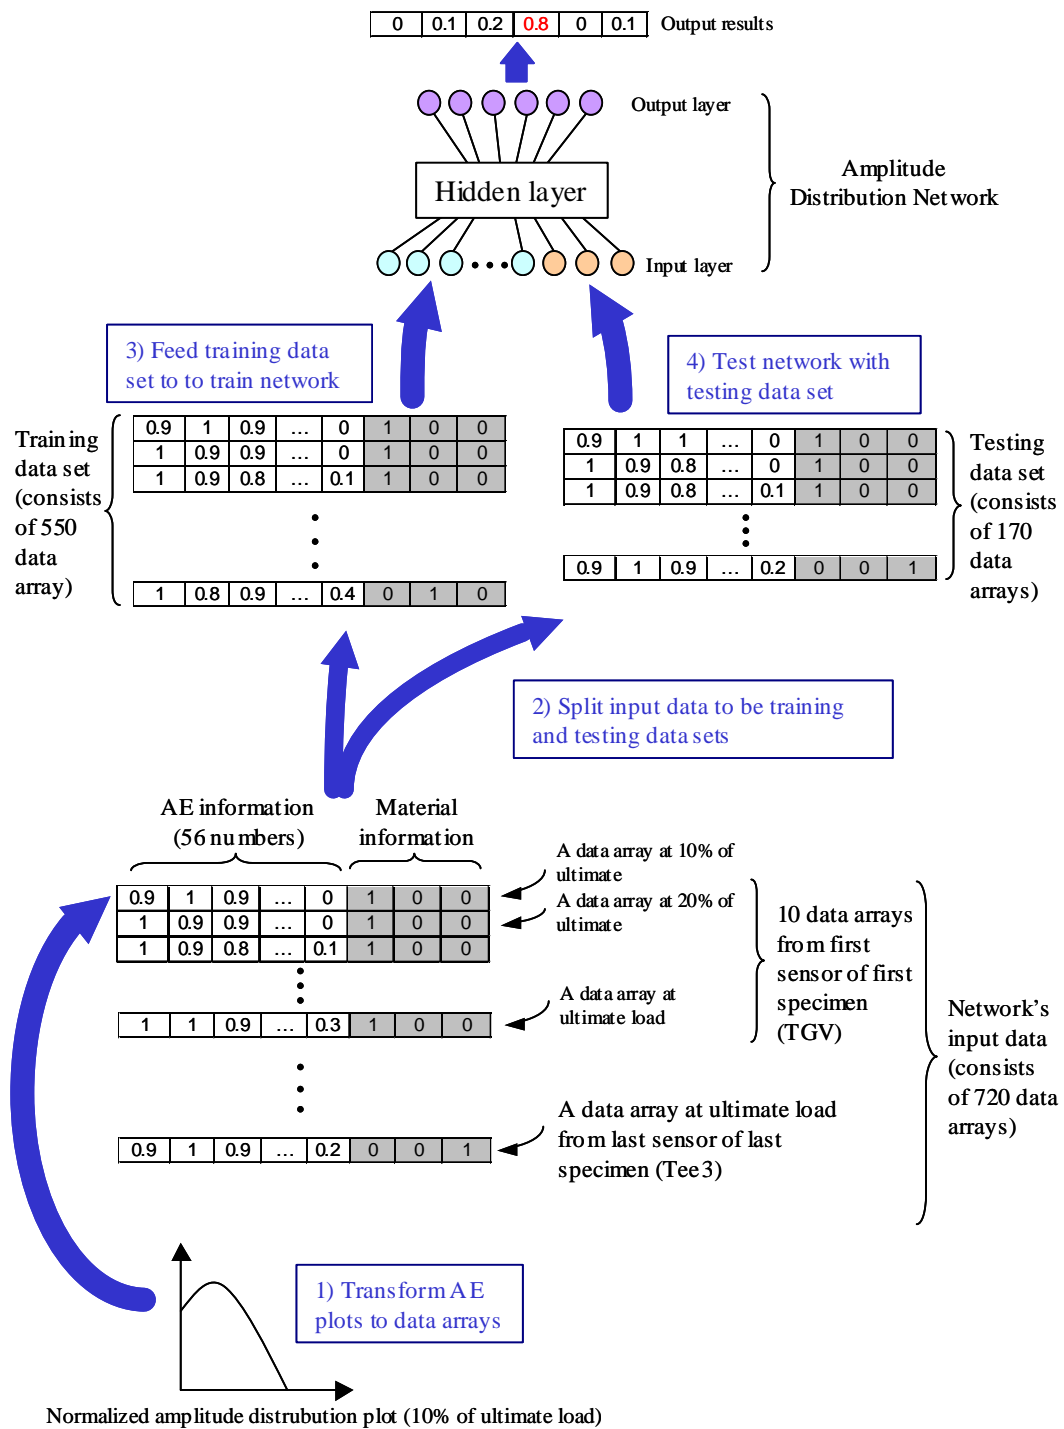 0 0.1 0.2 0.8 0 0.1 Output results
Output layer
Amplitude
Distribution Network
Hidden layer
Input layer
3) Feed training data
set to to train network
4) Test network with
testing data set
Training
data set
(consists
of 550
data
array)
0.9 1 0.9 ... 0 1 0 0
1 0.9 0.9 ... 0 1 0 0
1 0.9 0.8 ... 0.1 1 0 0
1 0.8 0.9 ... 0.4 0 1 0
0.9 1 1 ... 0 1 0 0
1 0.9 0.8 ... 0 1 0 0
1 0.9 0.8 ... 0.1 1 0 0
0.9 1 0.9 ... 0.2 0 0 1
Testing
data set
(consists
of 170
data
arrays)
2) Split input data to be training
and testing data sets
AE information
(56 numbers)
Material
information
0.9 1 0.9 ... 0 1 0 0
1 0.9 0.9 ... 0 1 0 0
1 0.9 0.8 ... 0.1 1 0 0
1 1 0.9 ... 0.3 1 0 0
0.9 1 0.9 ... 0.2 0 0 1
A data array at 10% of
ultimate
A data array at 20% of
ultimate
A data array at
ultimate load
10 data arrays
from first
sensor of first
specimen
(TGV)
A data array at ultimate load
from last sensor of last
specimen (Tee3)
Network's
input data
(consists
of 720 data
arrays)
1) Transform AE
plots to data arrays
Normalized amplitude distrubution plot (10% of ultimate load)